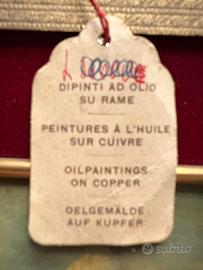 DIPINTI AD OLIO
SU RAME
PEINTURES À L'HUILE
SUR CUIVRE
OILPAINTINGS
ON COPPER
OELGEMÄLDE
AUF KUPFER
subito